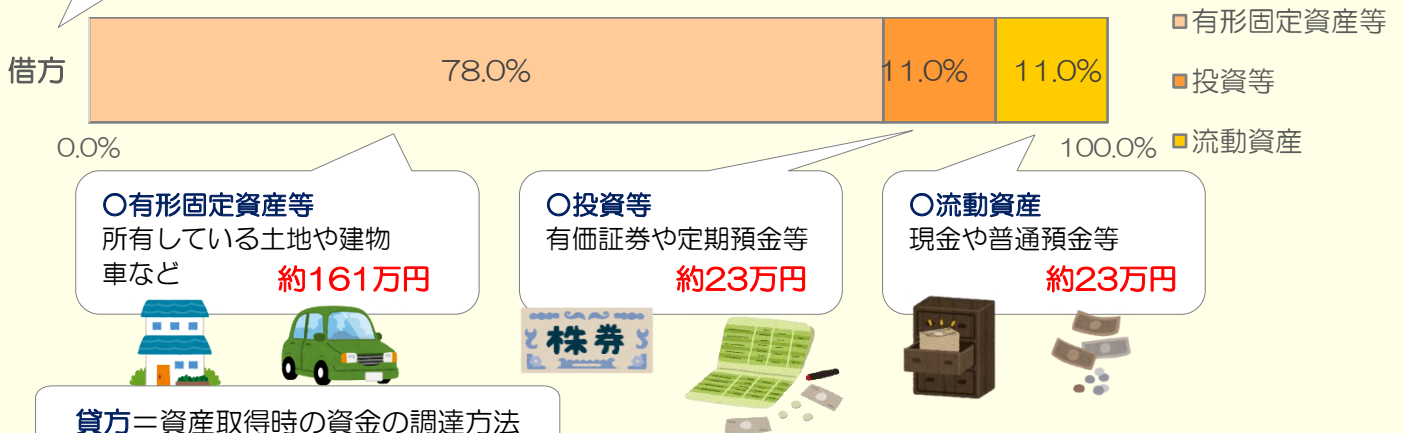 借方
78.0%
11.0%
11.0%
有形固定資産等
投資等
流動資産
0.0%
100.0%
〇有形固定資産等
所有している土地や建物
車など 約161万円
〇投資等
有価証券や定期預金等
約23万円
〇流動資産
現金や普通預金等
約23万円
株券
貸方＝資産取得時の資金の調達方法